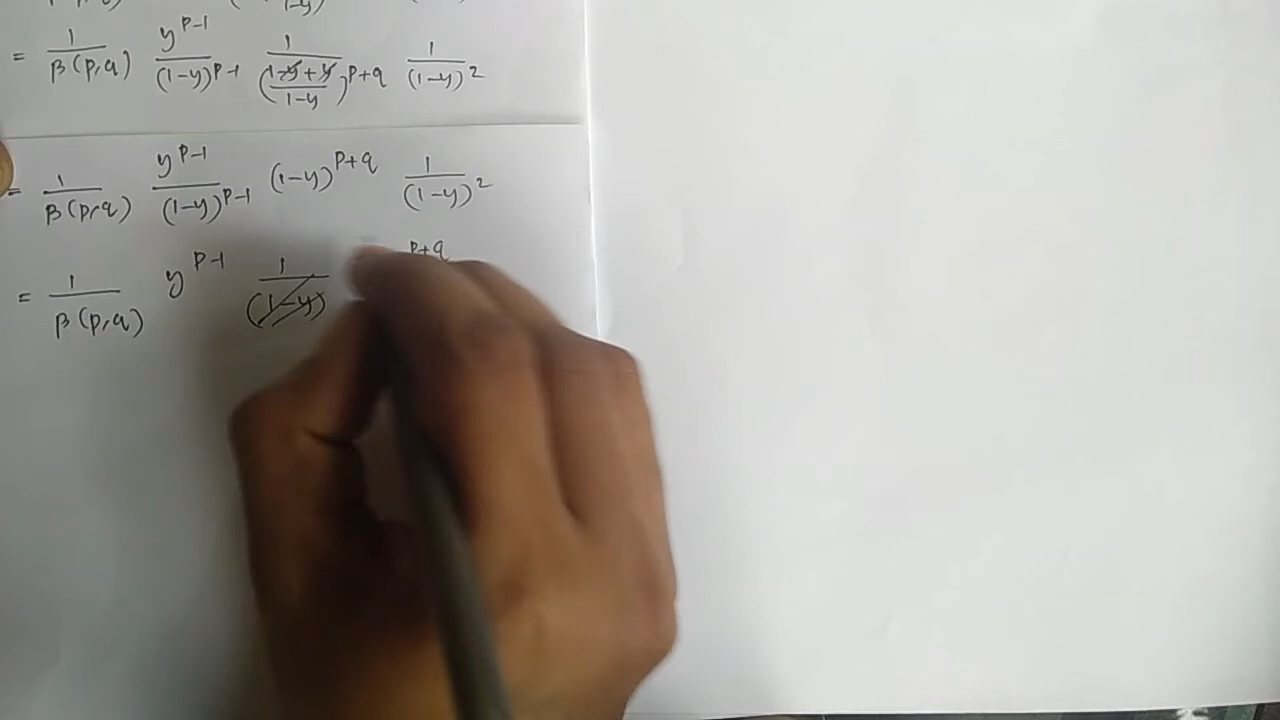 = 1/β(p,q) y^(p-1)/(1-y)^(p-1) 1/((1-y+y)/(1-y))^(p+q) 1/(1-y)^2
= 1/β(p,q) y^(p-1)/(1-y)^(p-1) (1-y)^(p+q) 1/(1-y)^2
= 1/β(p,q) y^(p-1) 1/(1-y) p+q